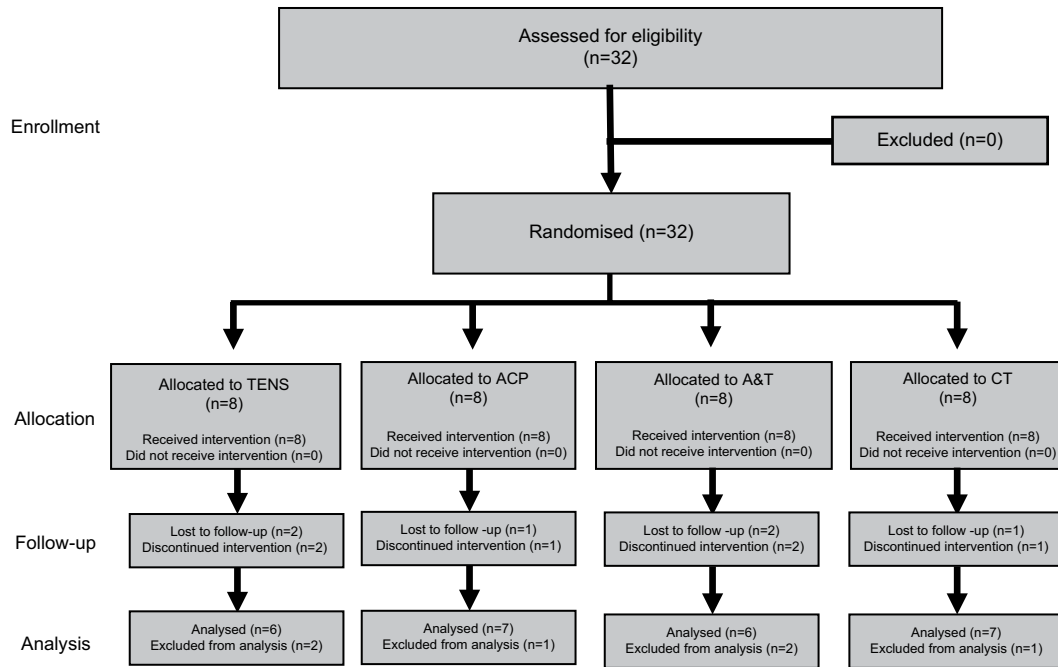 Assessed for eligibility
(n=32)
Enrollment
Excluded (n=0)
Randomised (n=32)
Allocation
Allocated to TENS
(n=8)
Received intervention (n=8)
Did not receive intervention (n=0)
Allocated to ACP
(n=8)
Received intervention (n=8)
Did not receive intervention (n=0)
Allocated to A&T
(n=8)
Received intervention (n=8)
Did not receive intervention (n=0)
Allocated to CT
(n=8)
Received intervention (n=8)
Did not receive intervention (n=0)
Follow-up
Lost to follow-up (n=2)
Discontinued intervention (n=2)
Lost to follow -up (n=1)
Discontinued intervention (n=1)
Lost to follow -up (n=2)
Discontinued intervention (n=2)
Lost to follow -up (n=1)
Discontinued intervention (n=1)
Analysis
Analysed (n=6)
Excluded from analysis (n=2)
Analysed (n=7)
Excluded from analysis (n=1)
Analysed (n=6)
Excluded from analysis (n=2)
Analysed (n=7)
Excluded from analysis (n=1)